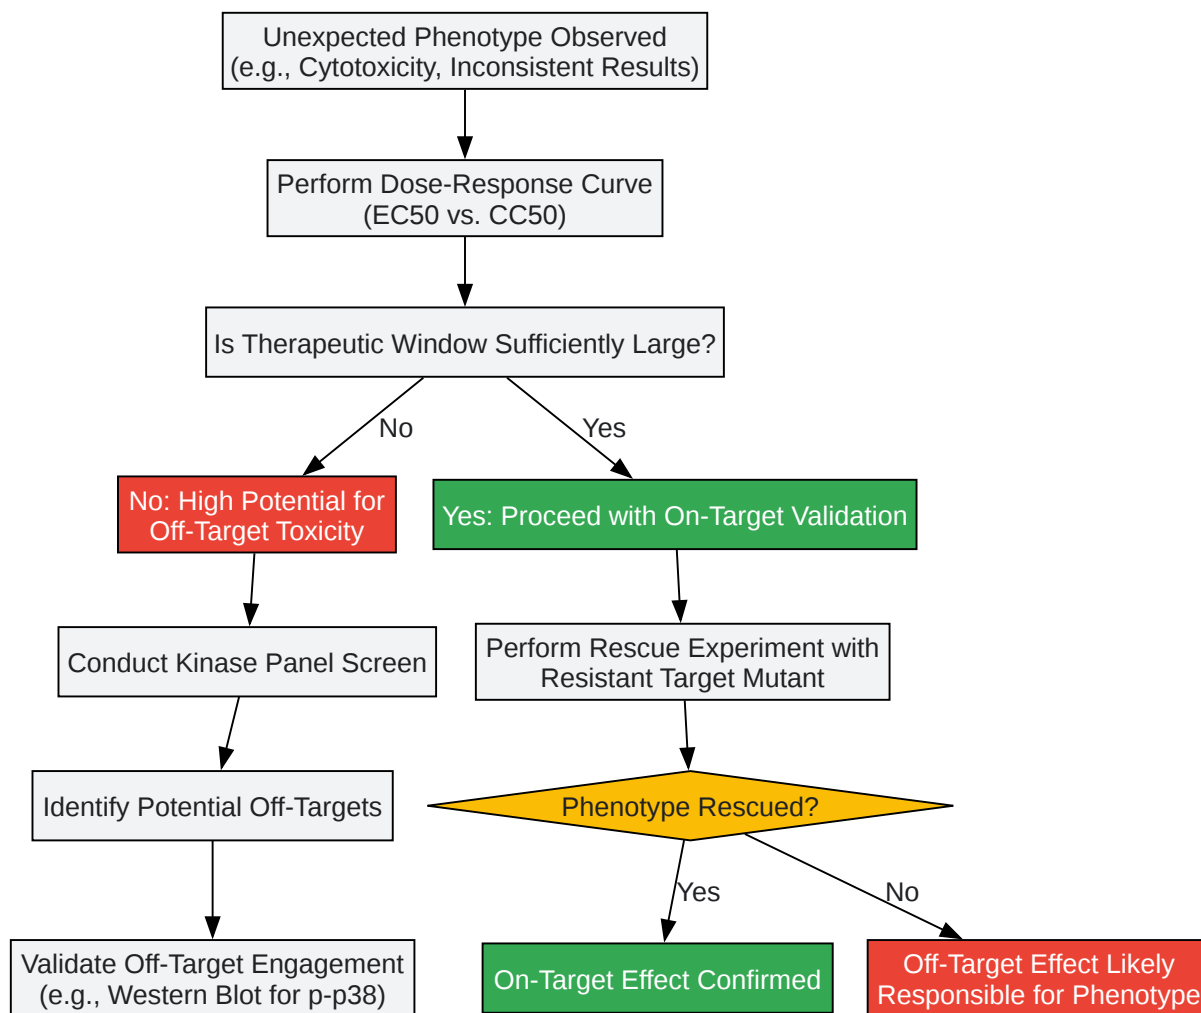 Unexpected Phenotype Observed
(e.g., Cytotoxicity, Inconsistent Results)
Perform Dose-Response Curve
(EC50 vs. CC50)
Is Therapeutic Window Sufficiently Large?
No
Yes
No: High Potential for
Off-Target Toxicity
Yes: Proceed with On-Target Validation
Conduct Kinase Panel Screen
Perform Rescue Experiment with
Resistant Target Mutant
Identify Potential Off-Targets
Phenotype Rescued?
Yes
No
Validate Off-Target Engagement
(e.g., Western Blot for p-p38)
On-Target Effect Confirmed
Off-Target Effect Likely
Responsible for Phenotype